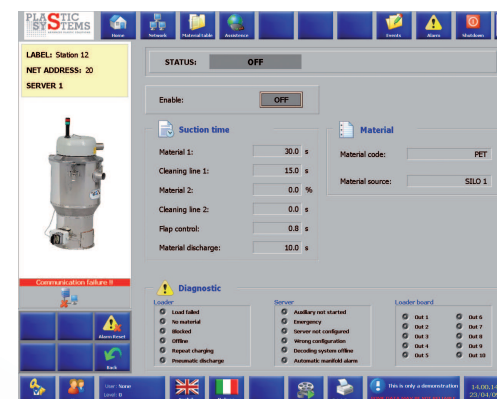 PLASTIC
SYSTEMS
Home
Network
Material table
Assistence
Events
Alarm
Shutdown
LABEL: Station 12
NET ADDRESS: 20
SERVER 1
STATUS: OFF
Enable: OFF
Suction time
Material 1: 30.0 s
Cleaning line 1: 15.0 s
Material 2: 0.0 %
Cleaning line 2: 0.0 s
Flap control: 0.8 s
Material discharge: 10.0 s
Material
Material code: PET
Material source: SILO 1
Communication failure !!
Alarm Reset
Back
Diagnostic
Loader
Load failed
No material
Blocked
Offline
Repeat charging
Pneumatic discharge
Server
Auxiliary not started
Emergency
Server not configured
Wrong configuration
Decoding system offline
Automatic manifold alarm
Loader board
Out 1
Out 2
Out 3
Out 4
Out 5
Out 6
Out 7
Out 8
Out 9
Out 10
User: None
Level: 0
This is only a demonstration
14.00.14